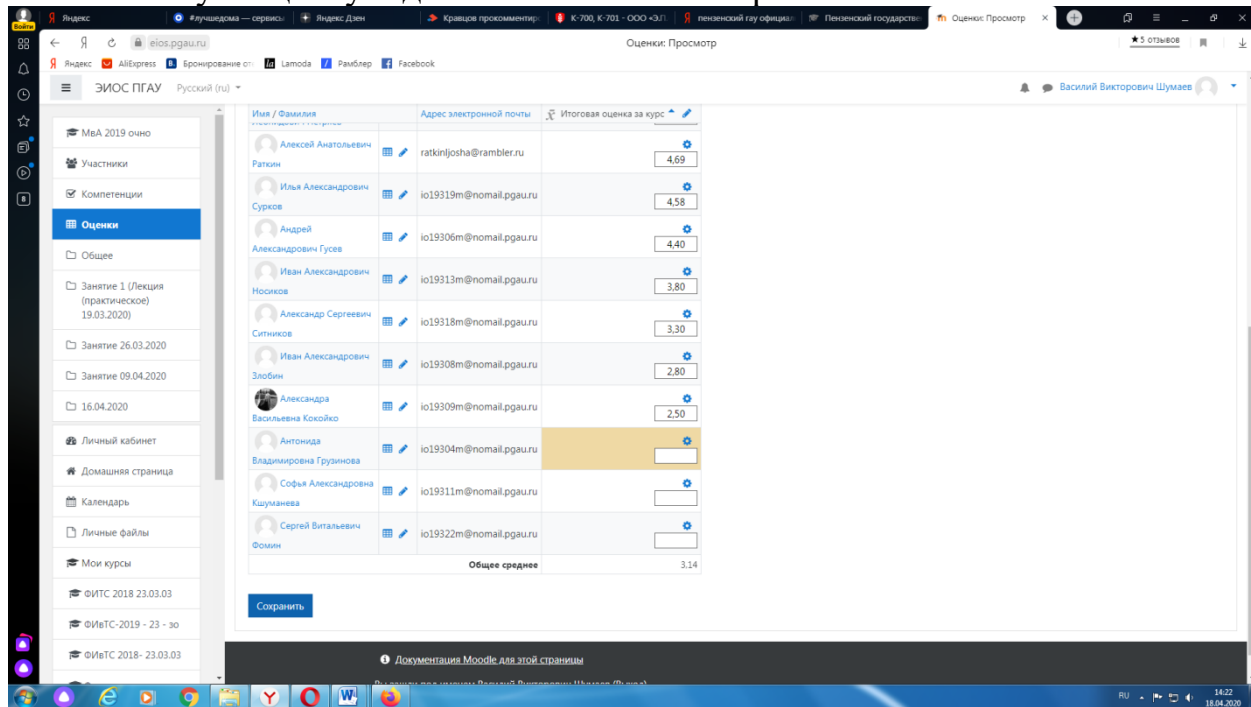 Яндекс
#лучшедома — сервисы
Яндекс.Дзен
Кравцов прокомментир
К-700, К-701 - ООО «ЭЛ
пензенский гау официал
Пензенский государстве
Оценки: Просмотр
Войти
eios.pgau.ru
Оценки: Просмотр
★5 отзывов
Яндекс AliExpress Бронирование от Lamoda Рамблер Facebook
ЭИОС ПГАУ Русский (ru)
Василий Викторович Шумаев
МвА 2019 очно
Участники
Компетенции
Оценки
Общее
Занятие 1 (Лекция
(практическое)
19.03.2020)
Занятие 26.03.2020
Занятие 09.04.2020
16.04.2020
Личный кабинет
Домашняя страница
Календарь
Личные файлы
Мои курсы
ФИТС 2018 23.03.03
ФИвТС-2019 - 23 - зо
ФИвТС 2018- 23.03.03
Имя / Фамилия Адрес электронной почты Итоговая оценка за курс
Алексей Анатольевич
Раткин
ratkinljosha@rambler.ru 4,69
Илья Александрович
Сурков
io19319m@nomail.pgau.ru 4,58
Андрей
Александрович Гусев
io19306m@nomail.pgau.ru 4,40
Иван Александрович
Носиков
io19313m@nomail.pgau.ru 3,80
Александр Сергеевич
Ситников
io19318m@nomail.pgau.ru 3,30
Иван Александрович
Злобин
io19308m@nomail.pgau.ru 2,80
Александра
Васильевна Кокойко
io19309m@nomail.pgau.ru 2,50
Антонида
Владимировна Грузинова
io19304m@nomail.pgau.ru
Софья Александровна
Кшуманева
io19311m@nomail.pgau.ru
Сергей Витальевич
Фомин
io19322m@nomail.pgau.ru
Общее среднее 3,14
Сохранить
Документация Moodle для этой страницы
RU
14:22
18.04.2020